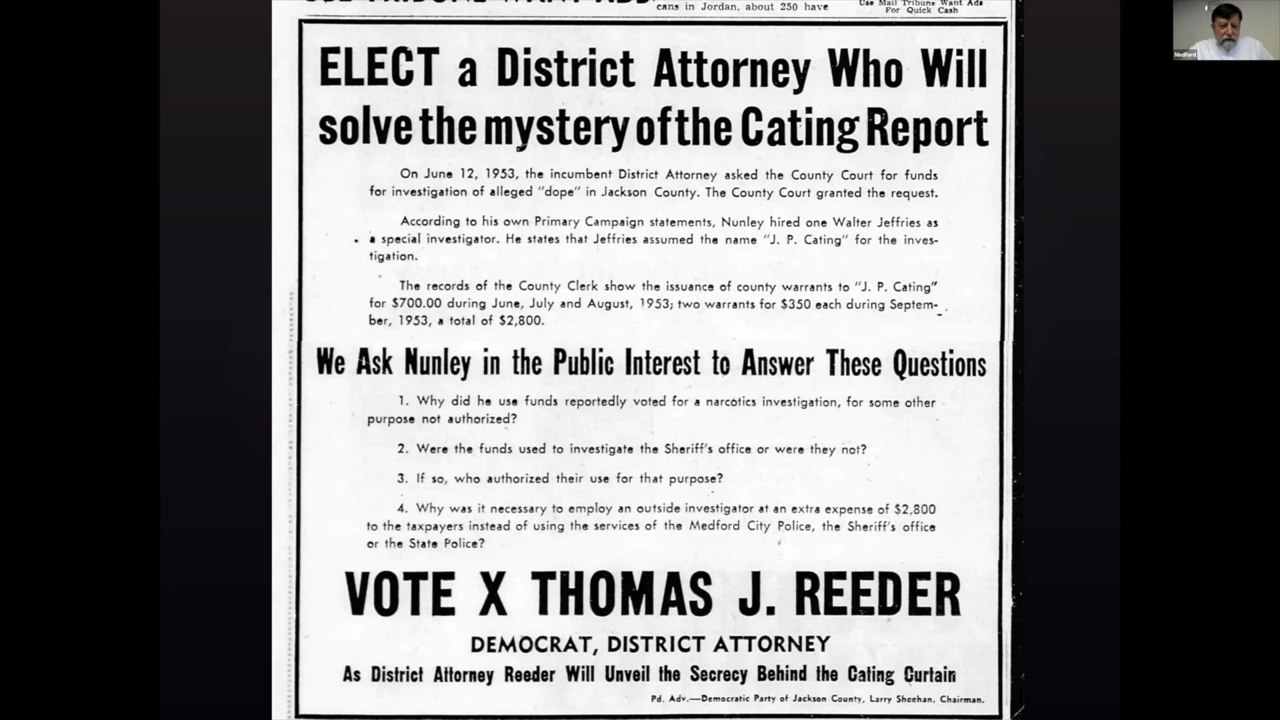 cans in Jordan, about 250 have
Use Mail Tribune Want Ads
For Quick Cash
ELECT a District Attorney Who Will
solve the mystery of the Cating Report
On June 12, 1953, the incumbent District Attorney asked the County Court for funds
for investigation of alleged "dope" in Jackson County. The County Court granted the request.
According to his own Primary Campaign statements, Nunley hired one Walter Jeffries as
a special investigator. He states that Jeffries assumed the name "J. P. Cating" for the inves-
tigation.
The records of the County Clerk show the issuance of county warrants to "J. P. Cating"
for $700.00 during June, July and August, 1953; two warrants for $350 each during Septem-
ber, 1953, a total of $2,800.
We Ask Nunley in the Public Interest to Answer These Questions
1. Why did he use funds reportedly voted for a narcotics investigation, for some other
purpose not authorized?
2. Were the funds used to investigate the Sheriff's office or were they not?
3. If so, who authorized their use for that purpose?
4. Why was it necessary to employ an outside investigator at an extra expense of $2,800
to the taxpayers instead of using the services of the Medford City Police, the Sheriff's office
or the State Police?
VOTE X THOMAS J. REEDER
DEMOCRAT, DISTRICT ATTORNEY
As District Attorney Reeder Will Unveil the Secrecy Behind the Cating Curtain
Pd. Adv.—Democratic Party of Jackson County, Larry Sheehan, Chairman.
Medford